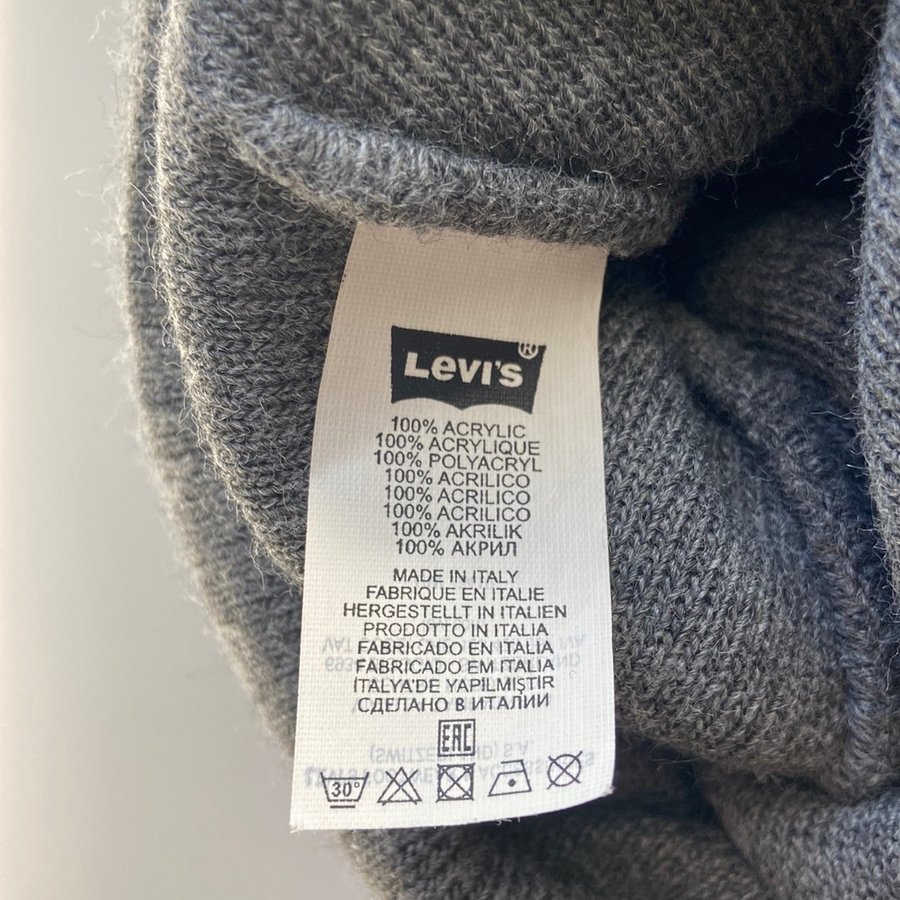 Levi's®
100% ACRYLIC
100% ACRYLIQUE
100% POLYACRYL
100% ACRILICO
100% ACRILICO
100% ACRILICO
100% AKRILIK
100% АКРИЛ
MADE IN ITALY
FABRIQUE EN ITALIE
HERGESTELLT IN ITALIEN
PRODOTTO IN ITALIA
FABRICADO EN ITALIA
FABRICADO EM ITALIA
İTALYA'DE YAPILMIŞTIR
СДЕЛАНО В ИТАЛИИ
EAC
30°